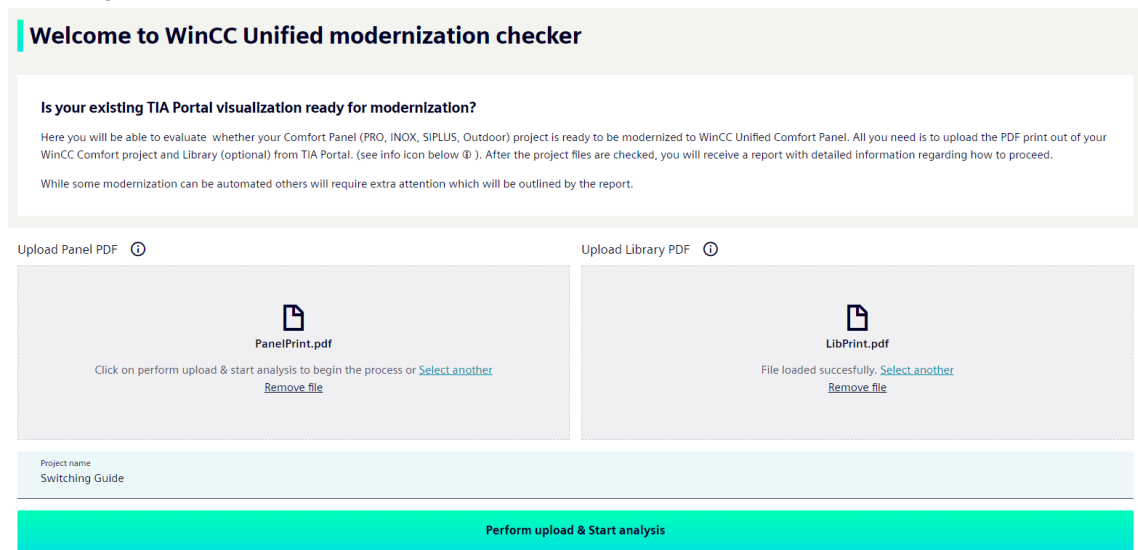 Welcome to WinCC Unified modernization checker
Is your existing TIA Portal visualization ready for modernization?
Here you will be able to evaluate whether your Comfort Panel (PRO, INOX, SIPLUS, Outdoor) project is ready to be modernized to WinCC Unified Comfort Panel. All you need is to upload the PDF print out of your
WinCC Comfort project and Library (optional) from TIA Portal. (see info icon below ⓘ ). After the project files are checked, you will receive a report with detailed information regarding how to proceed.
While some modernization can be automated others will require extra attention which will be outlined by the report.
Upload Panel PDF ⓘ
Upload Library PDF ⓘ
PanelPrint.pdf
Click on perform upload & start analysis to begin the process or Select another
Remove file
LibPrint.pdf
File loaded succesfully. Select another
Remove file
Project name
Switching Guide
Perform upload & Start analysis